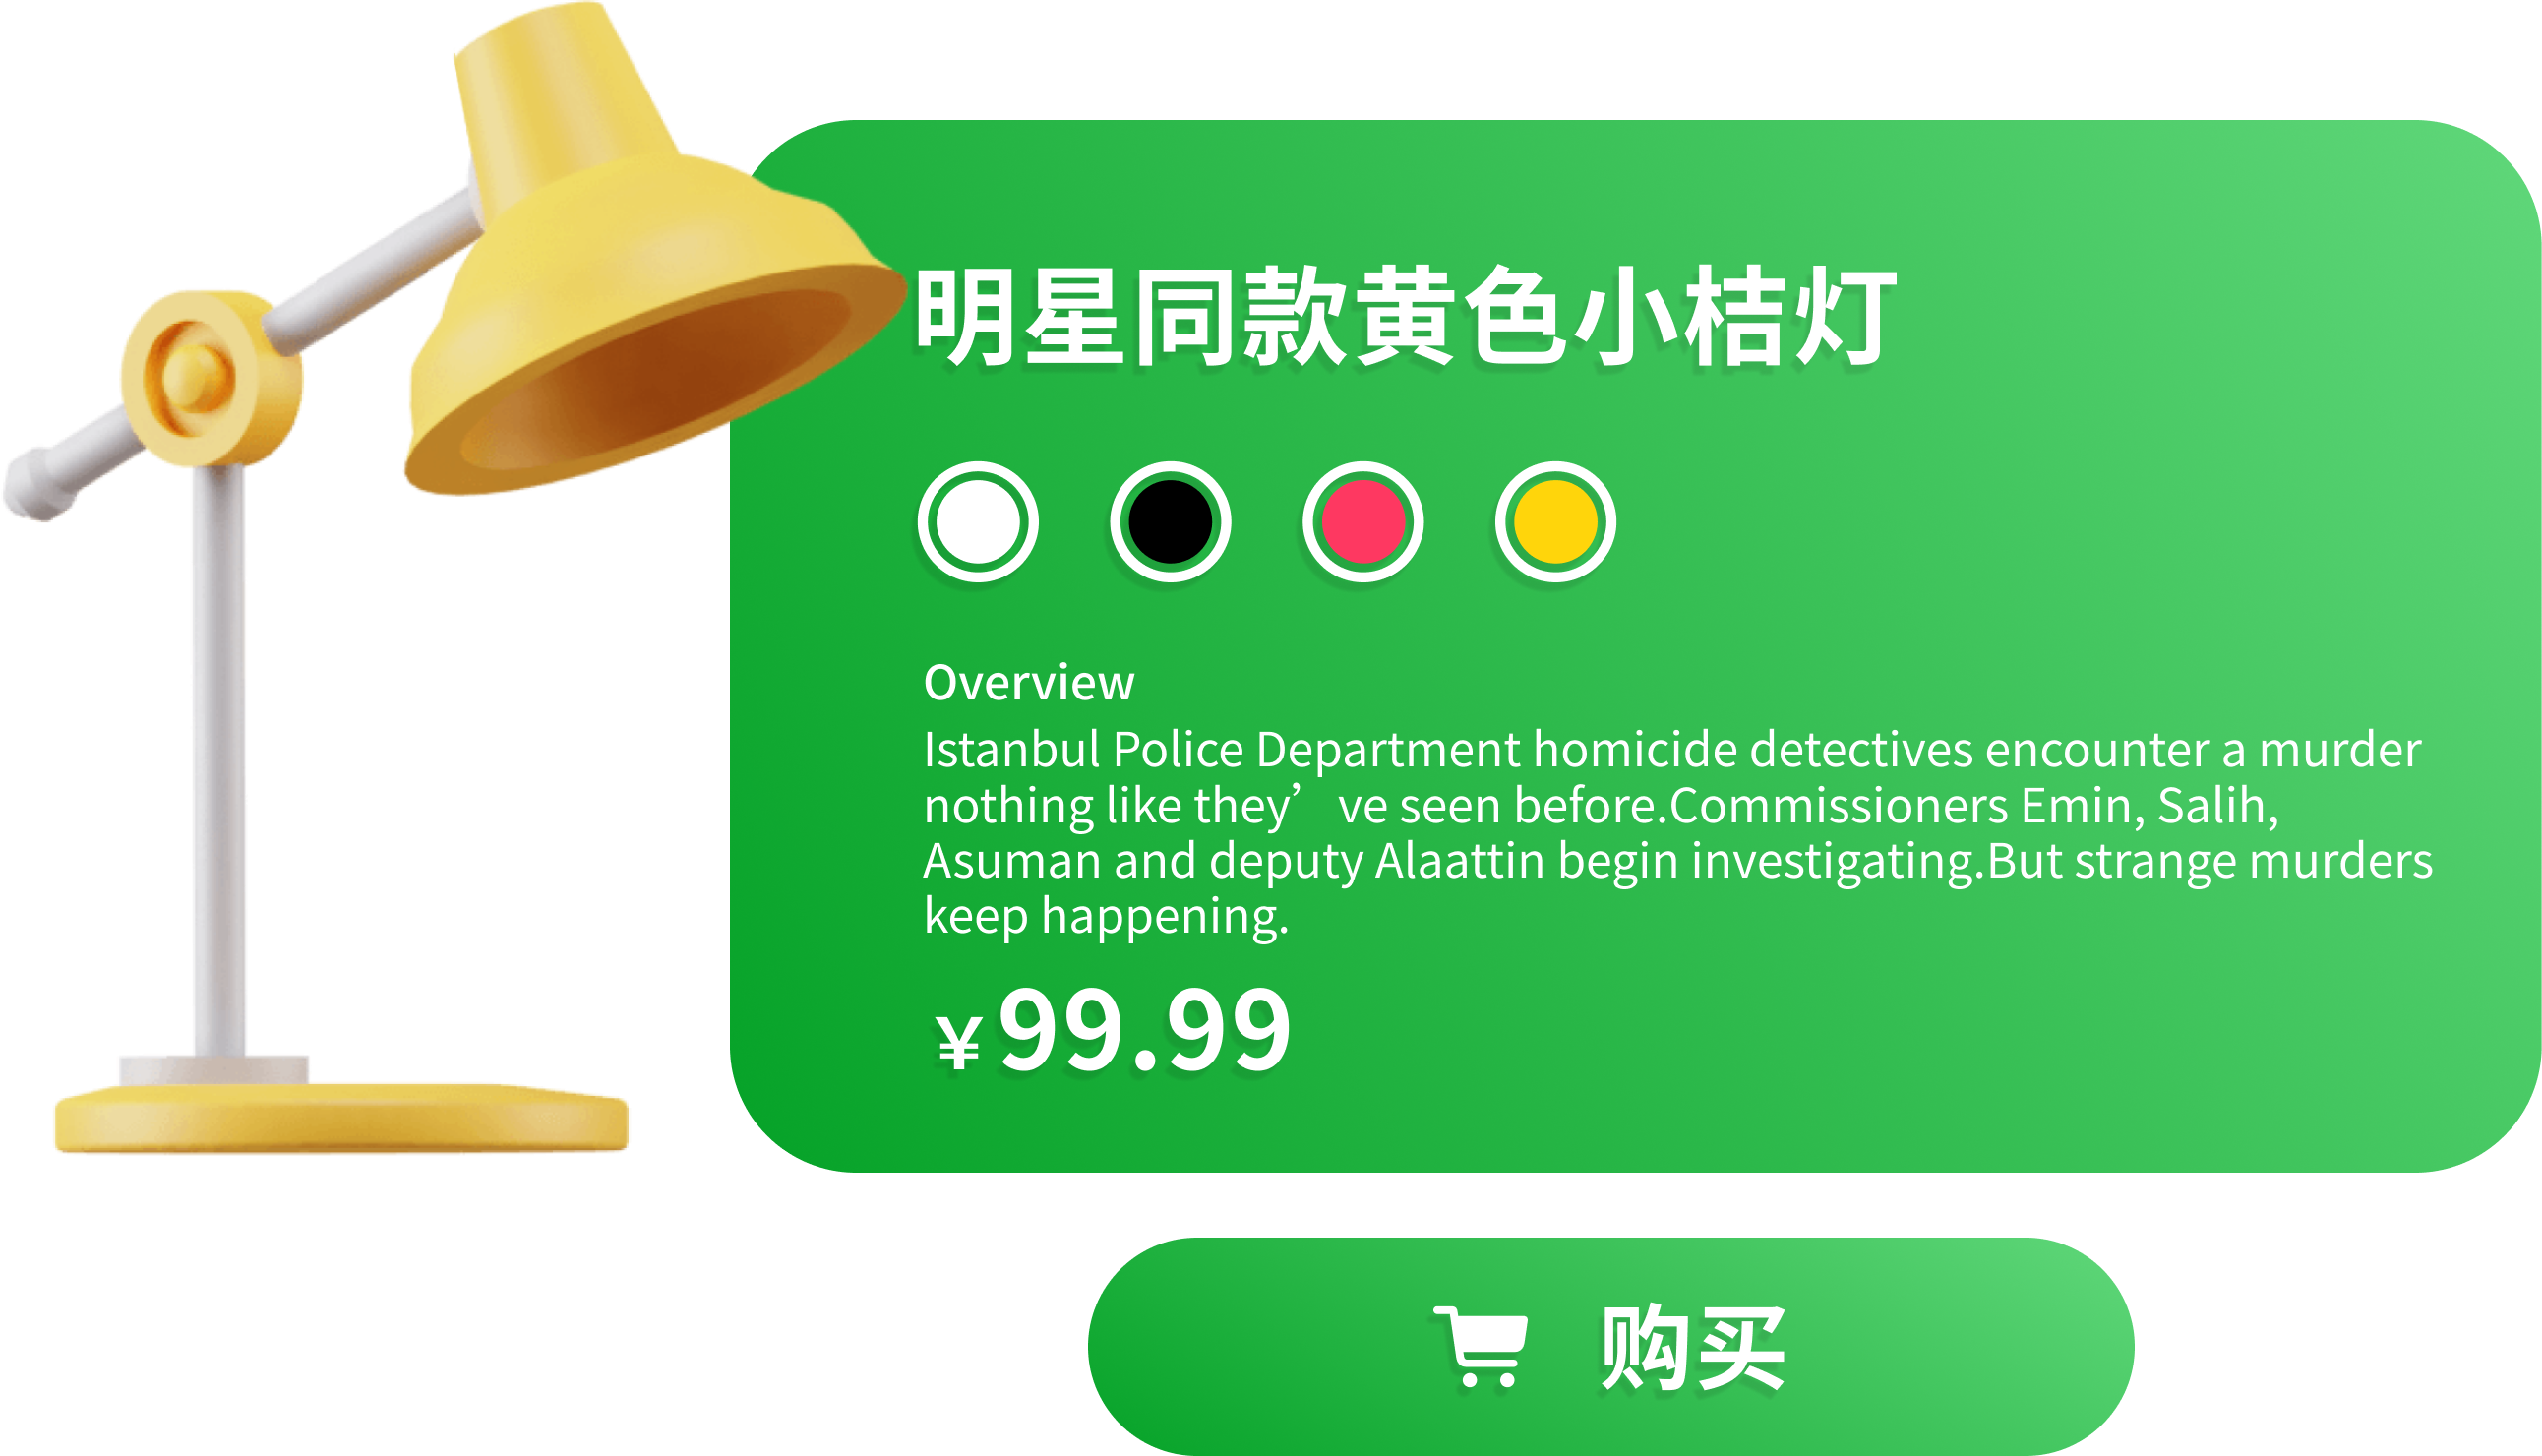 明星同款黄色小桔灯
Overview
Istanbul Police Department homicide detectives encounter a murder
nothing like they’ve seen before.Commissioners Emin, Salih,
Asuman and deputy Alaattin begin investigating.But strange murders
keep happening.
¥99.99
购买